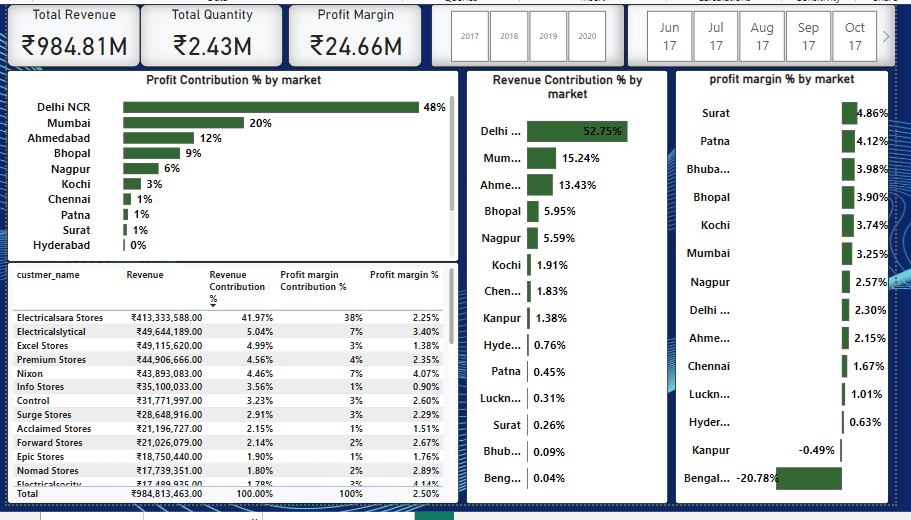 Total Revenue
₹984.81M
Total Quantity
₹2.43M
Profit Margin
₹24.66M
2017
2018
2019
2020
Jun
17
Jul
17
Aug
17
Sep
17
Oct
17
Profit Contribution % by market
Delhi NCR 48%
Mumbai 20%
Ahmedabad 12%
Bhopal 9%
Nagpur 6%
Kochi 3%
Chennai 1%
Patna 1%
Surat 1%
Hyderabad 0%
custmer_name Revenue Revenue Contribution % Profit margin Contribution % Profit margin %
Electricalsara Stores ₹413,333,588.00 41.97% 38% 2.25%
Electricalslytical ₹49,644,189.00 5.04% 7% 3.40%
Excel Stores ₹49,115,620.00 4.99% 3% 1.38%
Premium Stores ₹44,906,666.00 4.56% 4% 2.35%
Nixon ₹43,893,083.00 4.46% 7% 4.07%
Info Stores ₹35,100,033.00 3.56% 1% 0.90%
Control ₹31,771,997.00 3.23% 3% 2.60%
Surge Stores ₹28,648,916.00 2.91% 3% 2.29%
Acclaimed Stores ₹21,196,727.00 2.15% 1% 1.51%
Forward Stores ₹21,026,079.00 2.14% 2% 2.67%
Epic Stores ₹18,750,440.00 1.90% 1% 1.76%
Nomad Stores ₹17,739,351.00 1.80% 2% 2.89%
Electricalsocity ₹17,489,935.00 1.78% 3% 4.14%
Total ₹984,813,463.00 100.00% 100% 2.50%
Revenue Contribution % by
market
Delhi ... 52.75%
Mum... 15.24%
Ahme... 13.43%
Bhopal 5.95%
Nagpur 5.59%
Kochi 1.91%
Chen... 1.83%
Kanpur 1.38%
Hyde... 0.76%
Patna 0.45%
Luckn... 0.31%
Surat 0.26%
Bhub... 0.09%
Beng... 0.04%
profit margin % by market
Surat 4.86%
Patna 4.12%
Bhuba... 3.98%
Bhopal 3.90%
Kochi 3.74%
Mumbai 3.25%
Nagpur 2.57%
Delhi ... 2.30%
Ahme... 2.15%
Chennai 1.67%
Luckn... 1.01%
Hyder... 0.63%
Kanpur -0.49%
Bengal... -20.78%